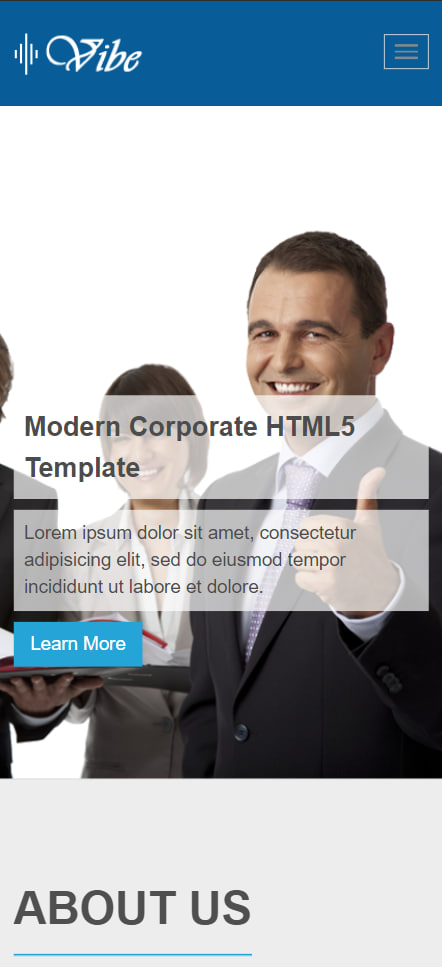 Vibe
Modern Corporate HTML5
Template
Lorem ipsum dolor sit amet, consectetur
adipisicing elit, sed do eiusmod tempor
incididunt ut labore et dolore.
Learn More
ABOUT US